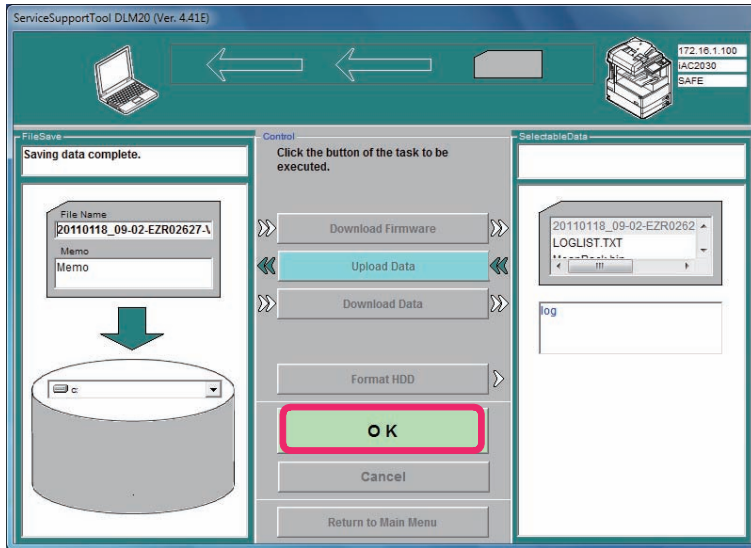 ServiceSupportTool DLM20 (Ver. 4.41E)
172.16.1.100
iAC2030
SAFE
FileSave
Saving data complete.
File Name
20110118_09-02-EZR02627-V
Memo
Memo
c:
Control
Click the button of the task to be
executed.
Download Firmware
Upload Data
Download Data
Format HDD
O K
Cancel
Return to Main Menu
SelectableData
20110118_09-02-EZR0262
LOGLIST.TXT
log